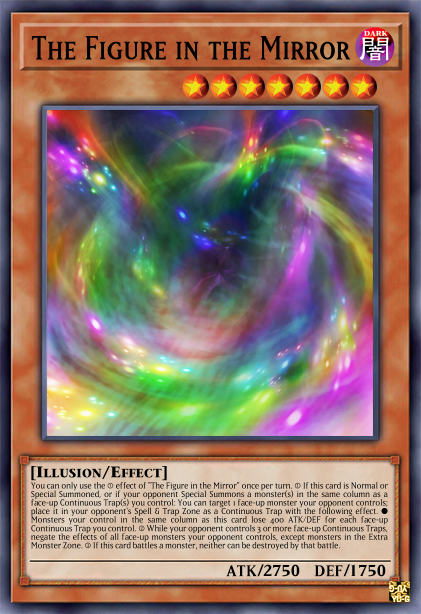 The Figure in the Mirror
DARK
闇
[Illusion/Effect]
You can only use the ① effect of "The Figure in the Mirror" once per turn. ① If this card is Normal or
Special Summoned, or if your opponent Special Summons a monster(s) in the same column as a
face-up Continuous Trap(s) you control: You can target 1 face-up monster your opponent controls;
place it in your opponent's Spell & Trap Zone as a Continuous Trap with the following effect. ●
Monsters your control in the same column as this card lose 400 ATK/DEF for each face-up
Continuous Trap you control. ② While your opponent controls 3 or more face-up Continuous Traps,
negate the effects of all face-up monsters your opponent controls, except monsters in the Extra
Monster Zone. ③ If this card battles a monster, neither can be destroyed by that battle.
ATK/2750 DEF/1750